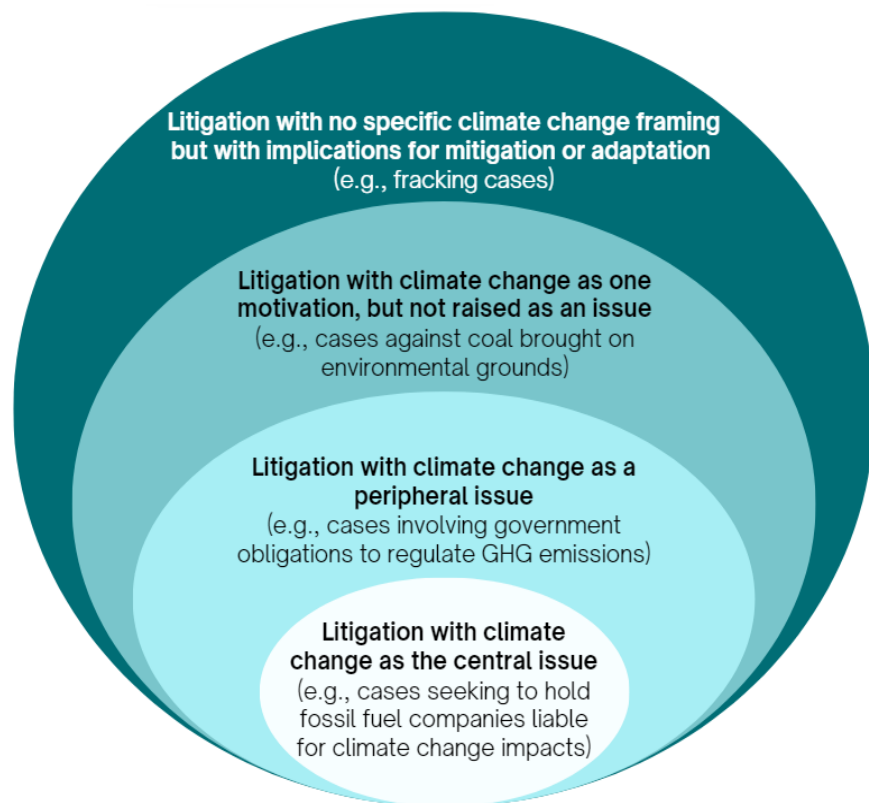 Litigation with no specific climate change framing
but with implications for mitigation or adaptation
(e.g., fracking cases)
Litigation with climate change as one
motivation, but not raised as an issue
(e.g., cases against coal brought on
environmental grounds)
Litigation with climate change as a
peripheral issue
(e.g., cases involving government
obligations to regulate GHG emissions)
Litigation with climate
change as the central issue
(e.g., cases seeking to hold
fossil fuel companies liable
for climate change impacts)